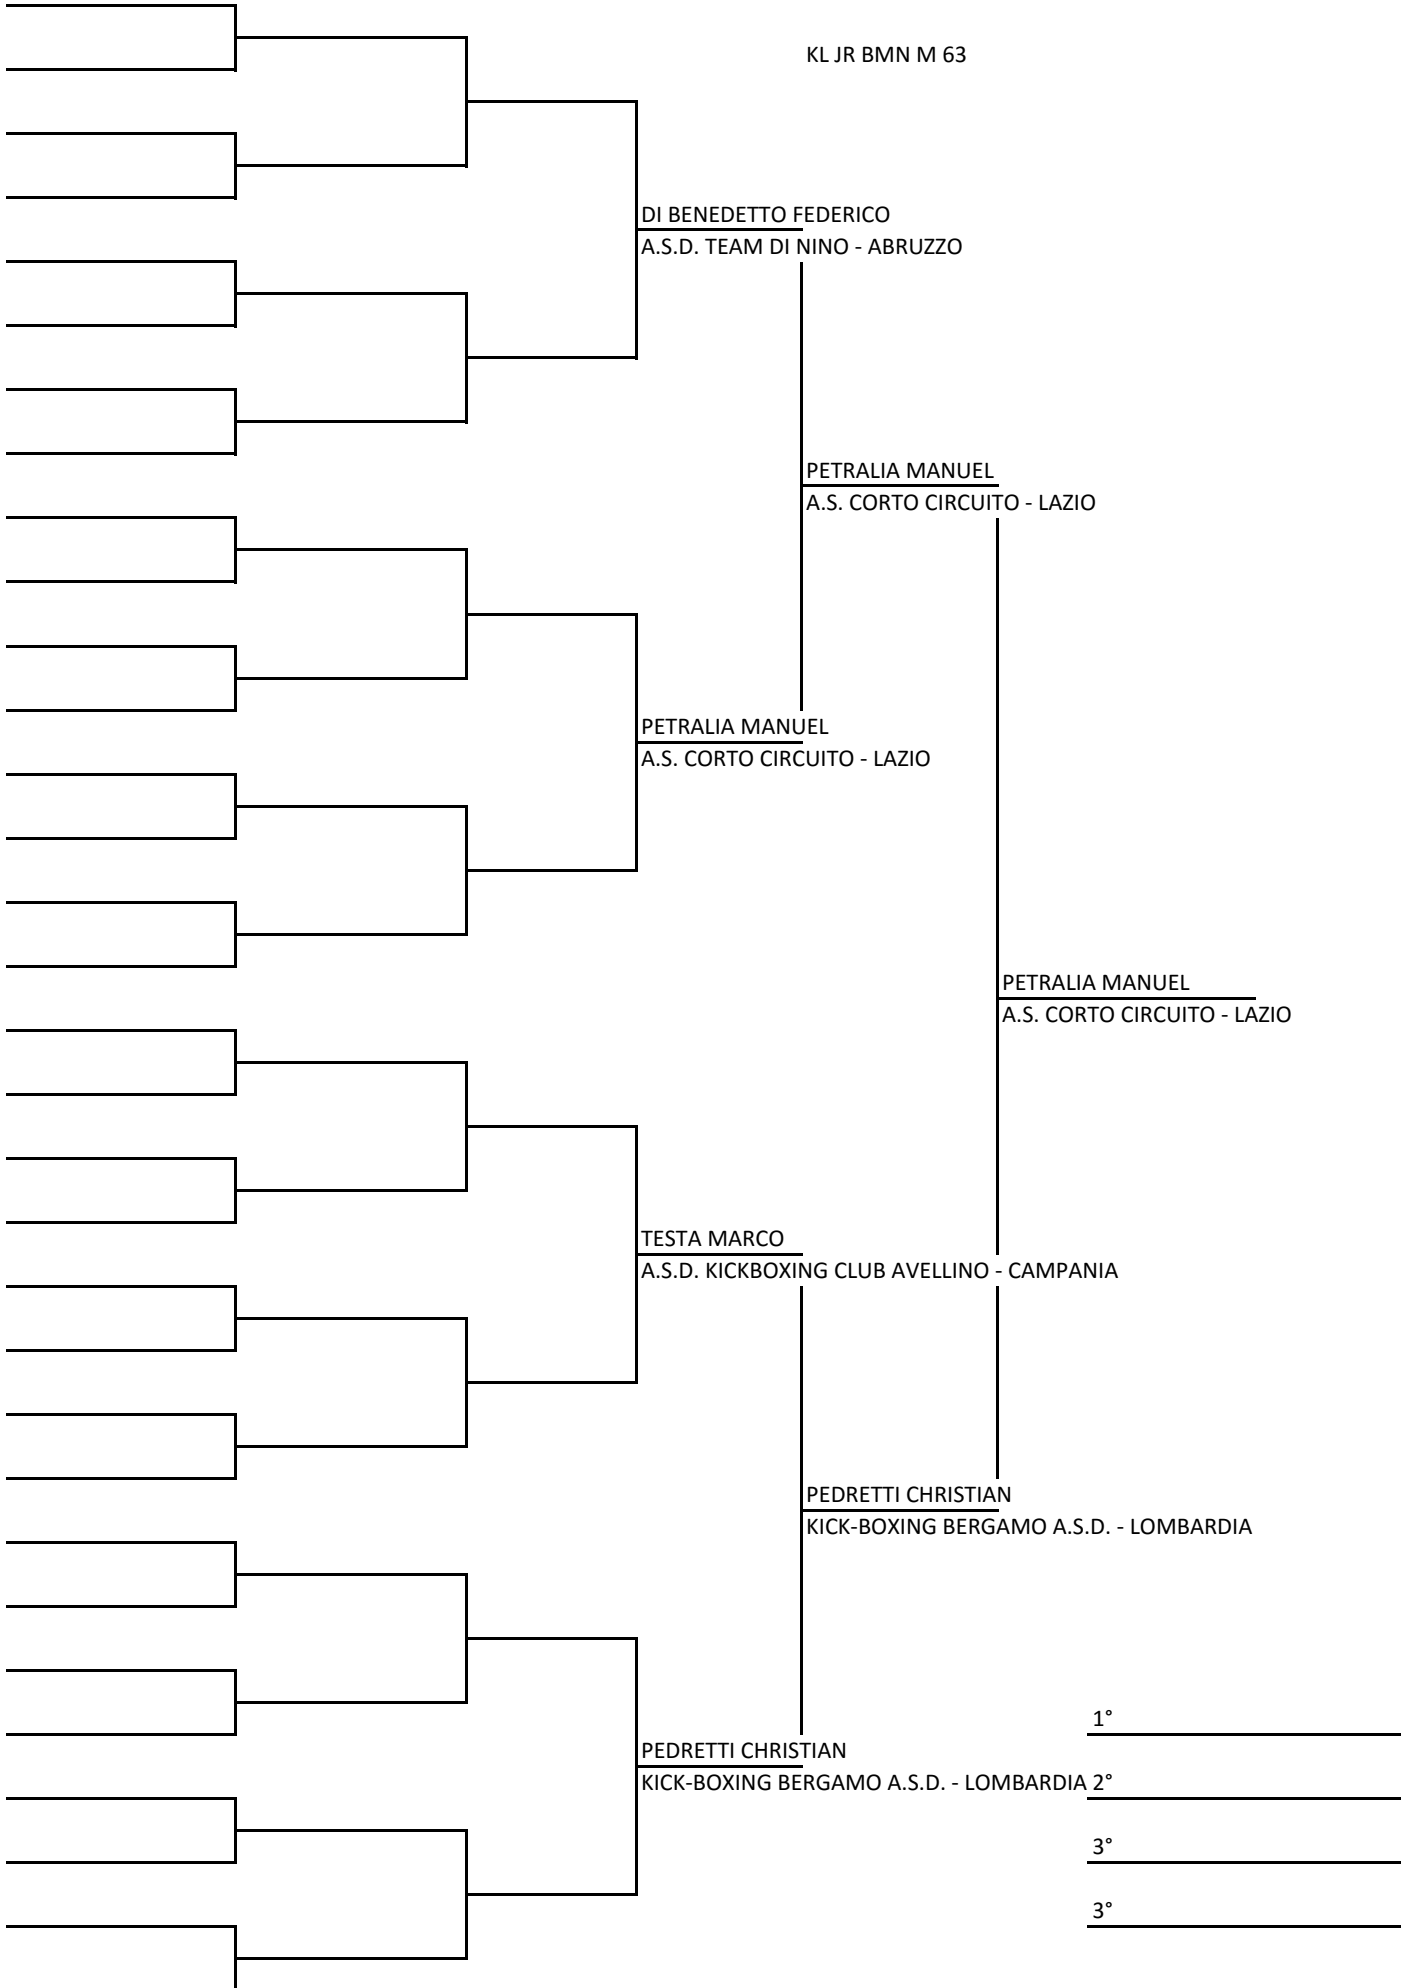 KL JR BMN M 63
DI BENEDETTO FEDERICO
A.S.D. TEAM DI NINO - ABRUZZO
PETRALIA MANUEL
A.S. CORTO CIRCUITO - LAZIO
PETRALIA MANUEL
A.S. CORTO CIRCUITO - LAZIO
PETRALIA MANUEL
A.S. CORTO CIRCUITO - LAZIO
TESTA MARCO
A.S.D. KICKBOXING CLUB AVELLINO - CAMPANIA
PEDRETTI CHRISTIAN
KICK-BOXING BERGAMO A.S.D. - LOMBARDIA
1°
PEDRETTI CHRISTIAN
KICK-BOXING BERGAMO A.S.D. - LOMBARDIA 2°
3°
3°